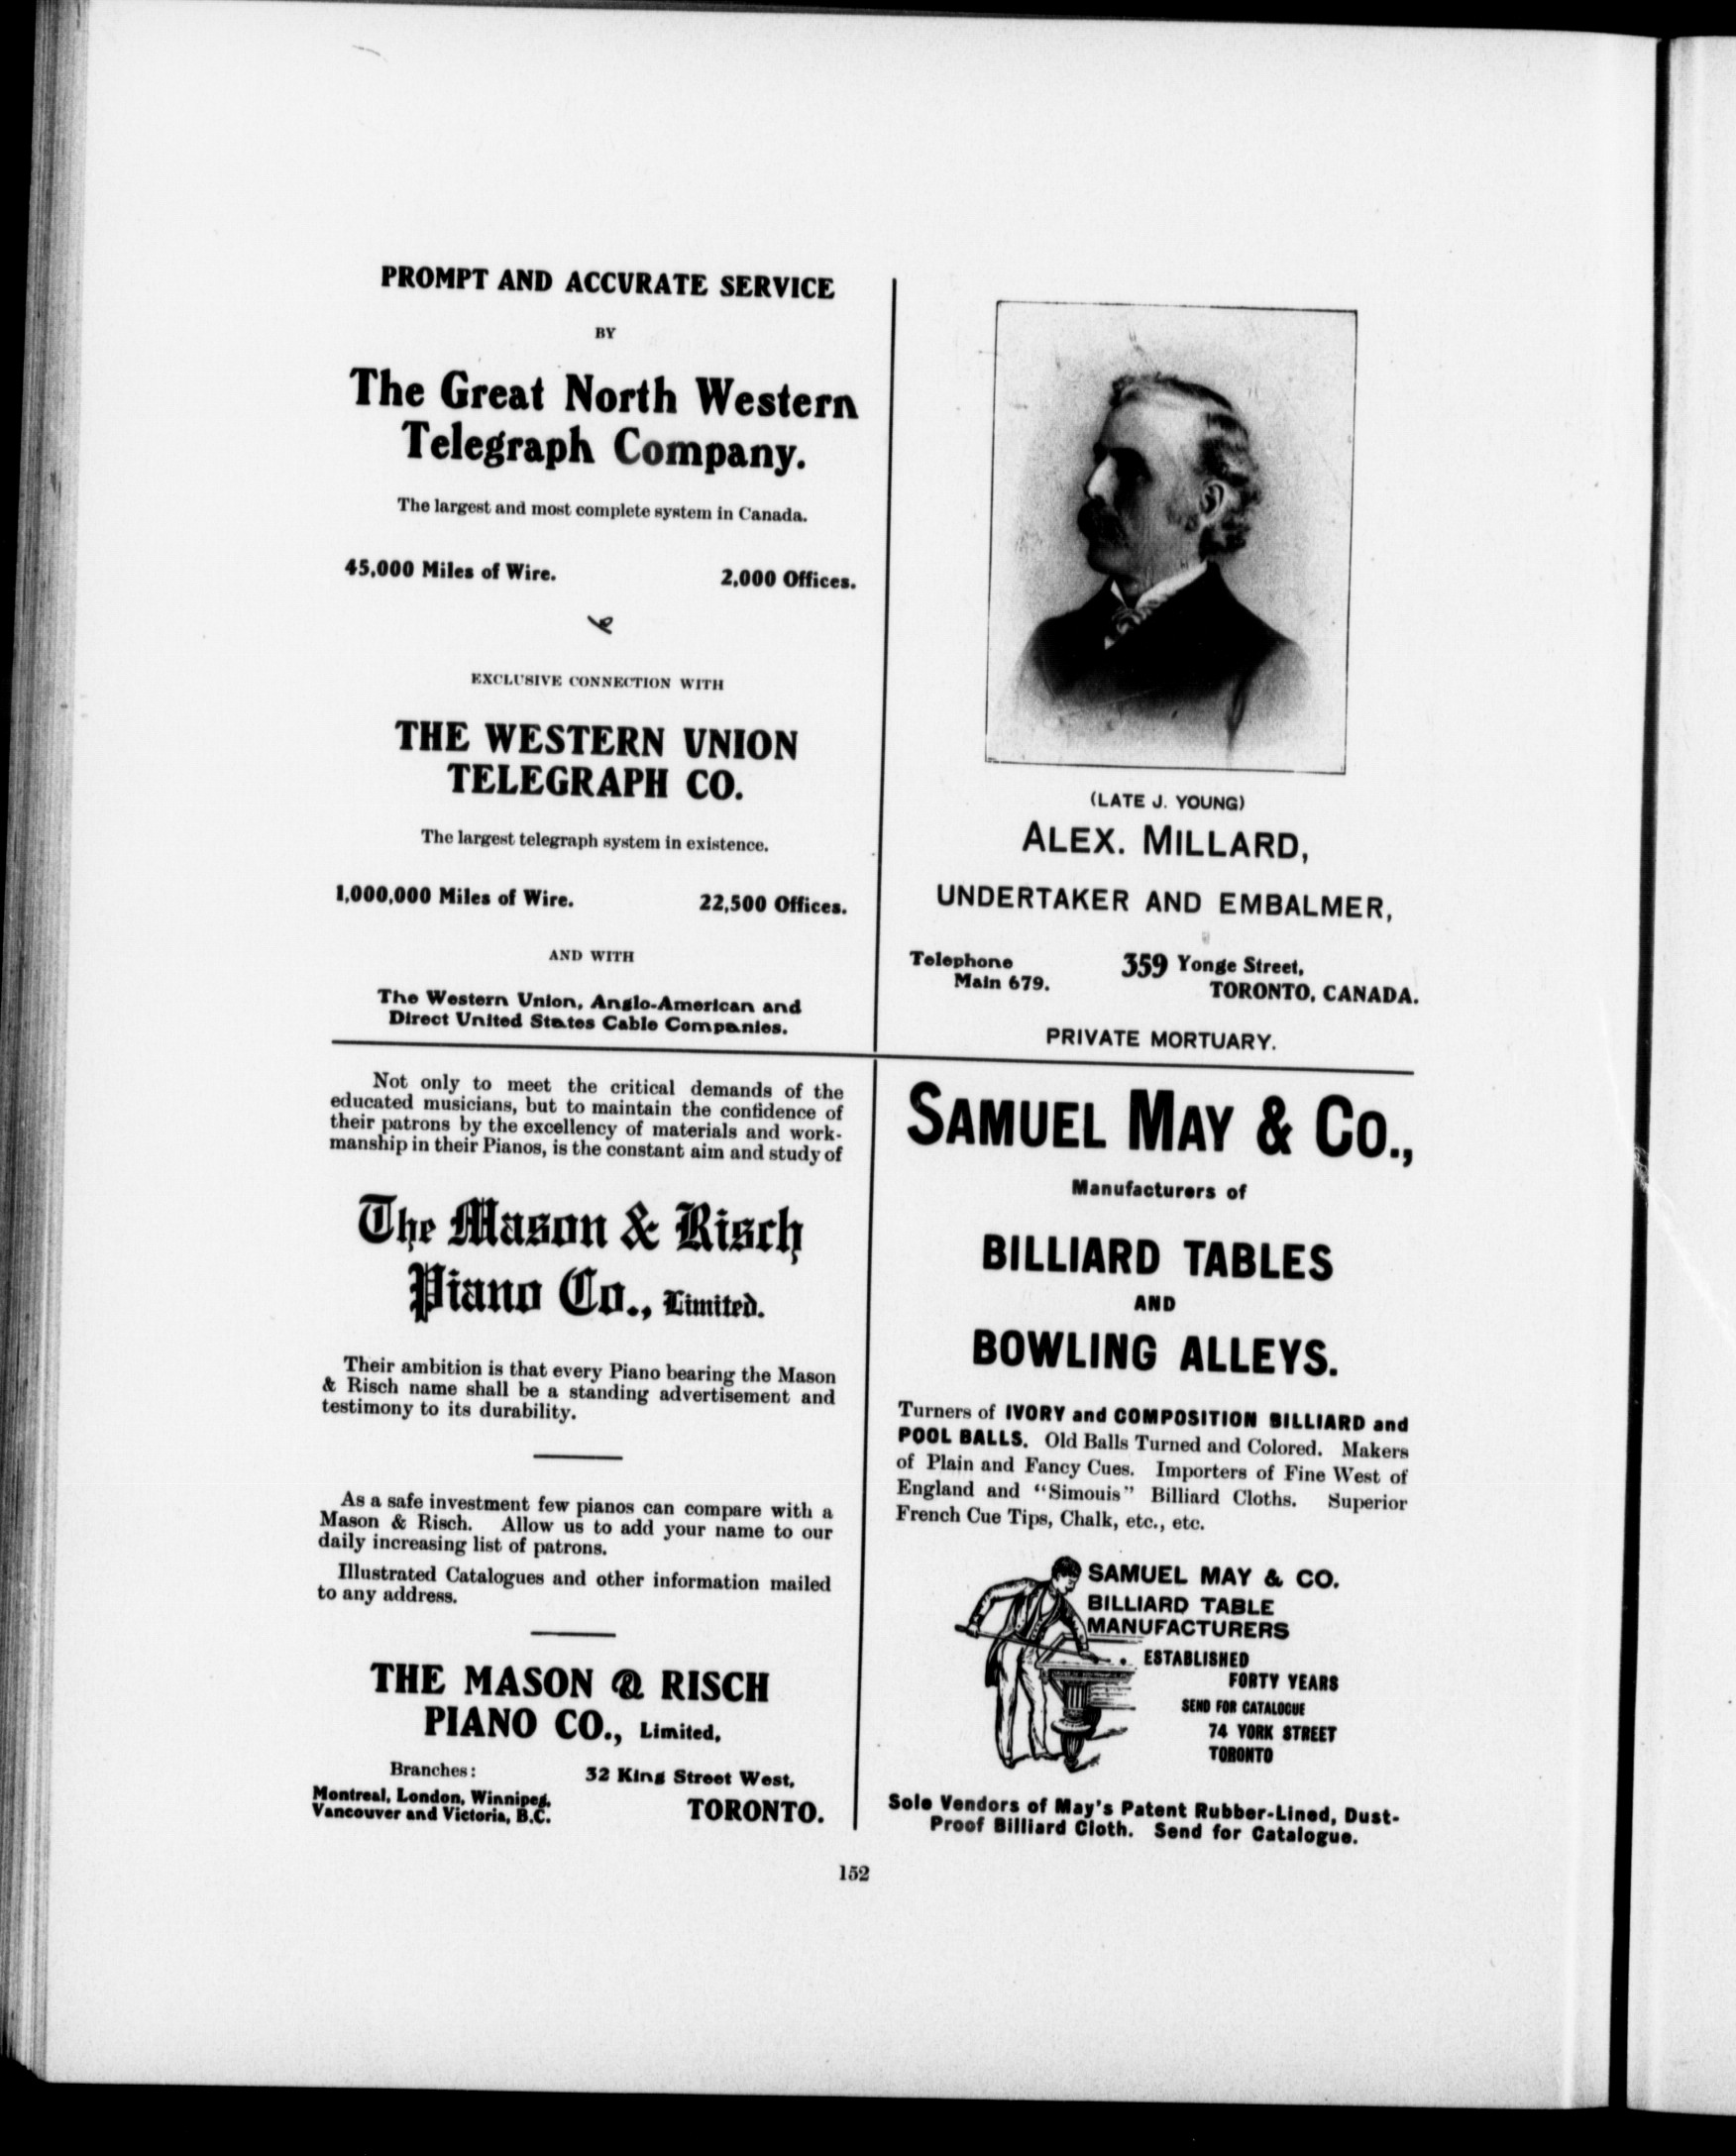 PROMPT AND ACCURATE SERVICE
BY
The Great North Western
Telegraph Company.
The largest and most complete system in Canada.
45,000 Miles of Wire. 2,000 Offices.
EXCLUSIVE CONNECTION WITH
THE WESTERN UNION
TELEGRAPH CO.
The largest telegraph system in existence.
1,000,000 Miles of Wire. 22,500 Offices.
AND WITH
The Western Union, Anglo-American and
Direct United States Cable Companies.
(LATE J. YOUNG)
ALEX. MILLARD,
UNDERTAKER AND EMBALMER,
Telephone
Main 679.
359 Yonge Street,
TORONTO, CANADA.
PRIVATE MORTUARY.
Not only to meet the critical demands of the
educated musicians, but to maintain the confidence of
their patrons by the excellency of materials and work-
manship in their Pianos, is the constant aim and study of
The Mason & Risch
Piano Co., Limited.
Their ambition is that every Piano bearing the Mason
& Risch name shall be a standing advertisement and
testimony to its durability.
As a safe investment few pianos can compare with a
Mason & Risch. Allow us to add your name to our
daily increasing list of patrons.
Illustrated Catalogues and other information mailed
to any address.
THE MASON & RISCH
PIANO CO., Limited,
Branches:
Montreal, London, Winnipeg,
Vancouver and Victoria, B.C.
32 King Street West,
TORONTO.
SAMUEL MAY & CO.,
Manufacturers of
BILLIARD TABLES
AND
BOWLING ALLEYS.
Turners of IVORY and COMPOSITION BILLIARD and
POOL BALLS. Old Balls Turned and Colored. Makers
of Plain and Fancy Cues. Importers of Fine West of
England and "Simouis" Billiard Cloths. Superior
French Cue Tips, Chalk, etc., etc.
SAMUEL MAY & CO.
BILLIARD TABLE
MANUFACTURERS
ESTABLISHED
FORTY YEARS
SEND FOR CATALOGUE
74 YORK STREET
TORONTO
Sole Vendors of May's Patent Rubber-Lined, Dust-
Proof Billiard Cloth. Send for Catalogue.
152